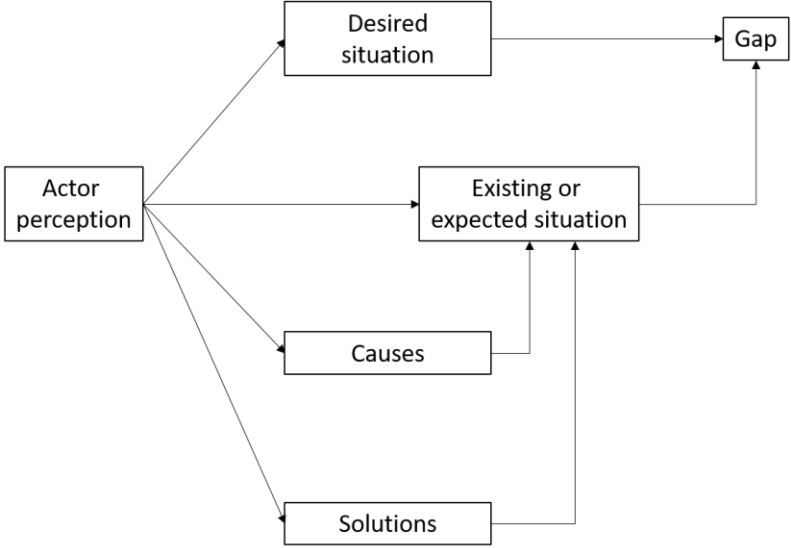 Desired
situation
Gap
Actor
perception
Existing or
expected situation
Causes
Solutions